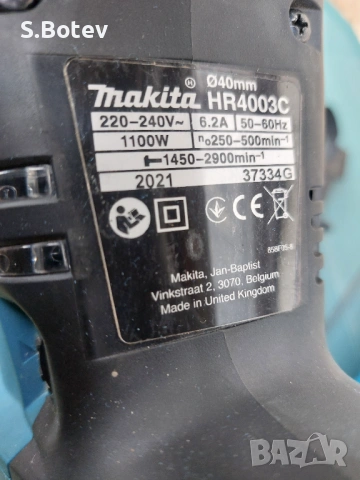 S.Botev
Ø40mm
makita® HR4003C
220-240V~ 6.2A 50-60Hz
1100W n₀250-500min⁻¹
1450-2900min⁻¹
2021 37334G
CE
Makita, Jan-Baptist
Vinkstraat 2, 3070, Belgium
Made in United Kingdom
BAZAR